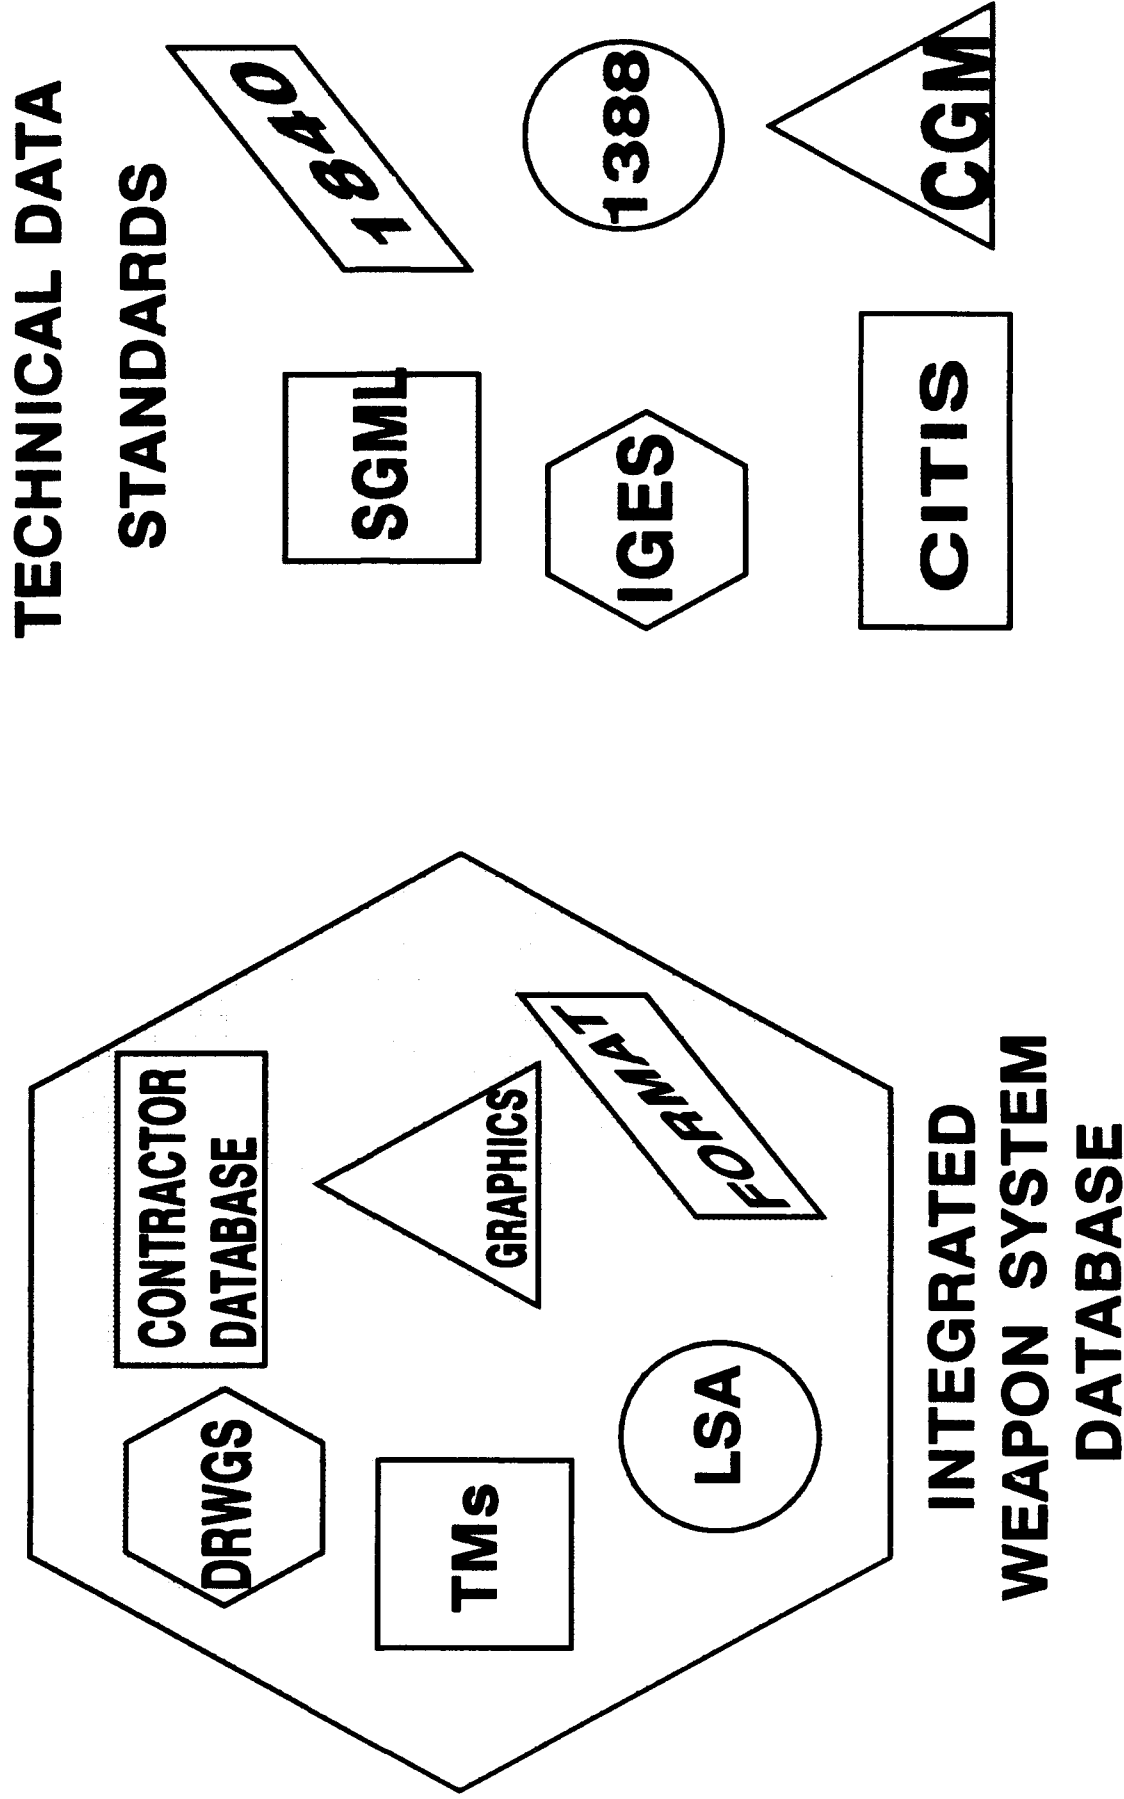 TECHNICAL DATA
STANDARDS
SGML
1840
IGES
1388
CITIS
CGM
DRWGS
CONTRACTOR
DATABASE
TMs
GRAPHICS
LSA
FORMAT
INTEGRATED
WEAPON SYSTEM
DATABASE